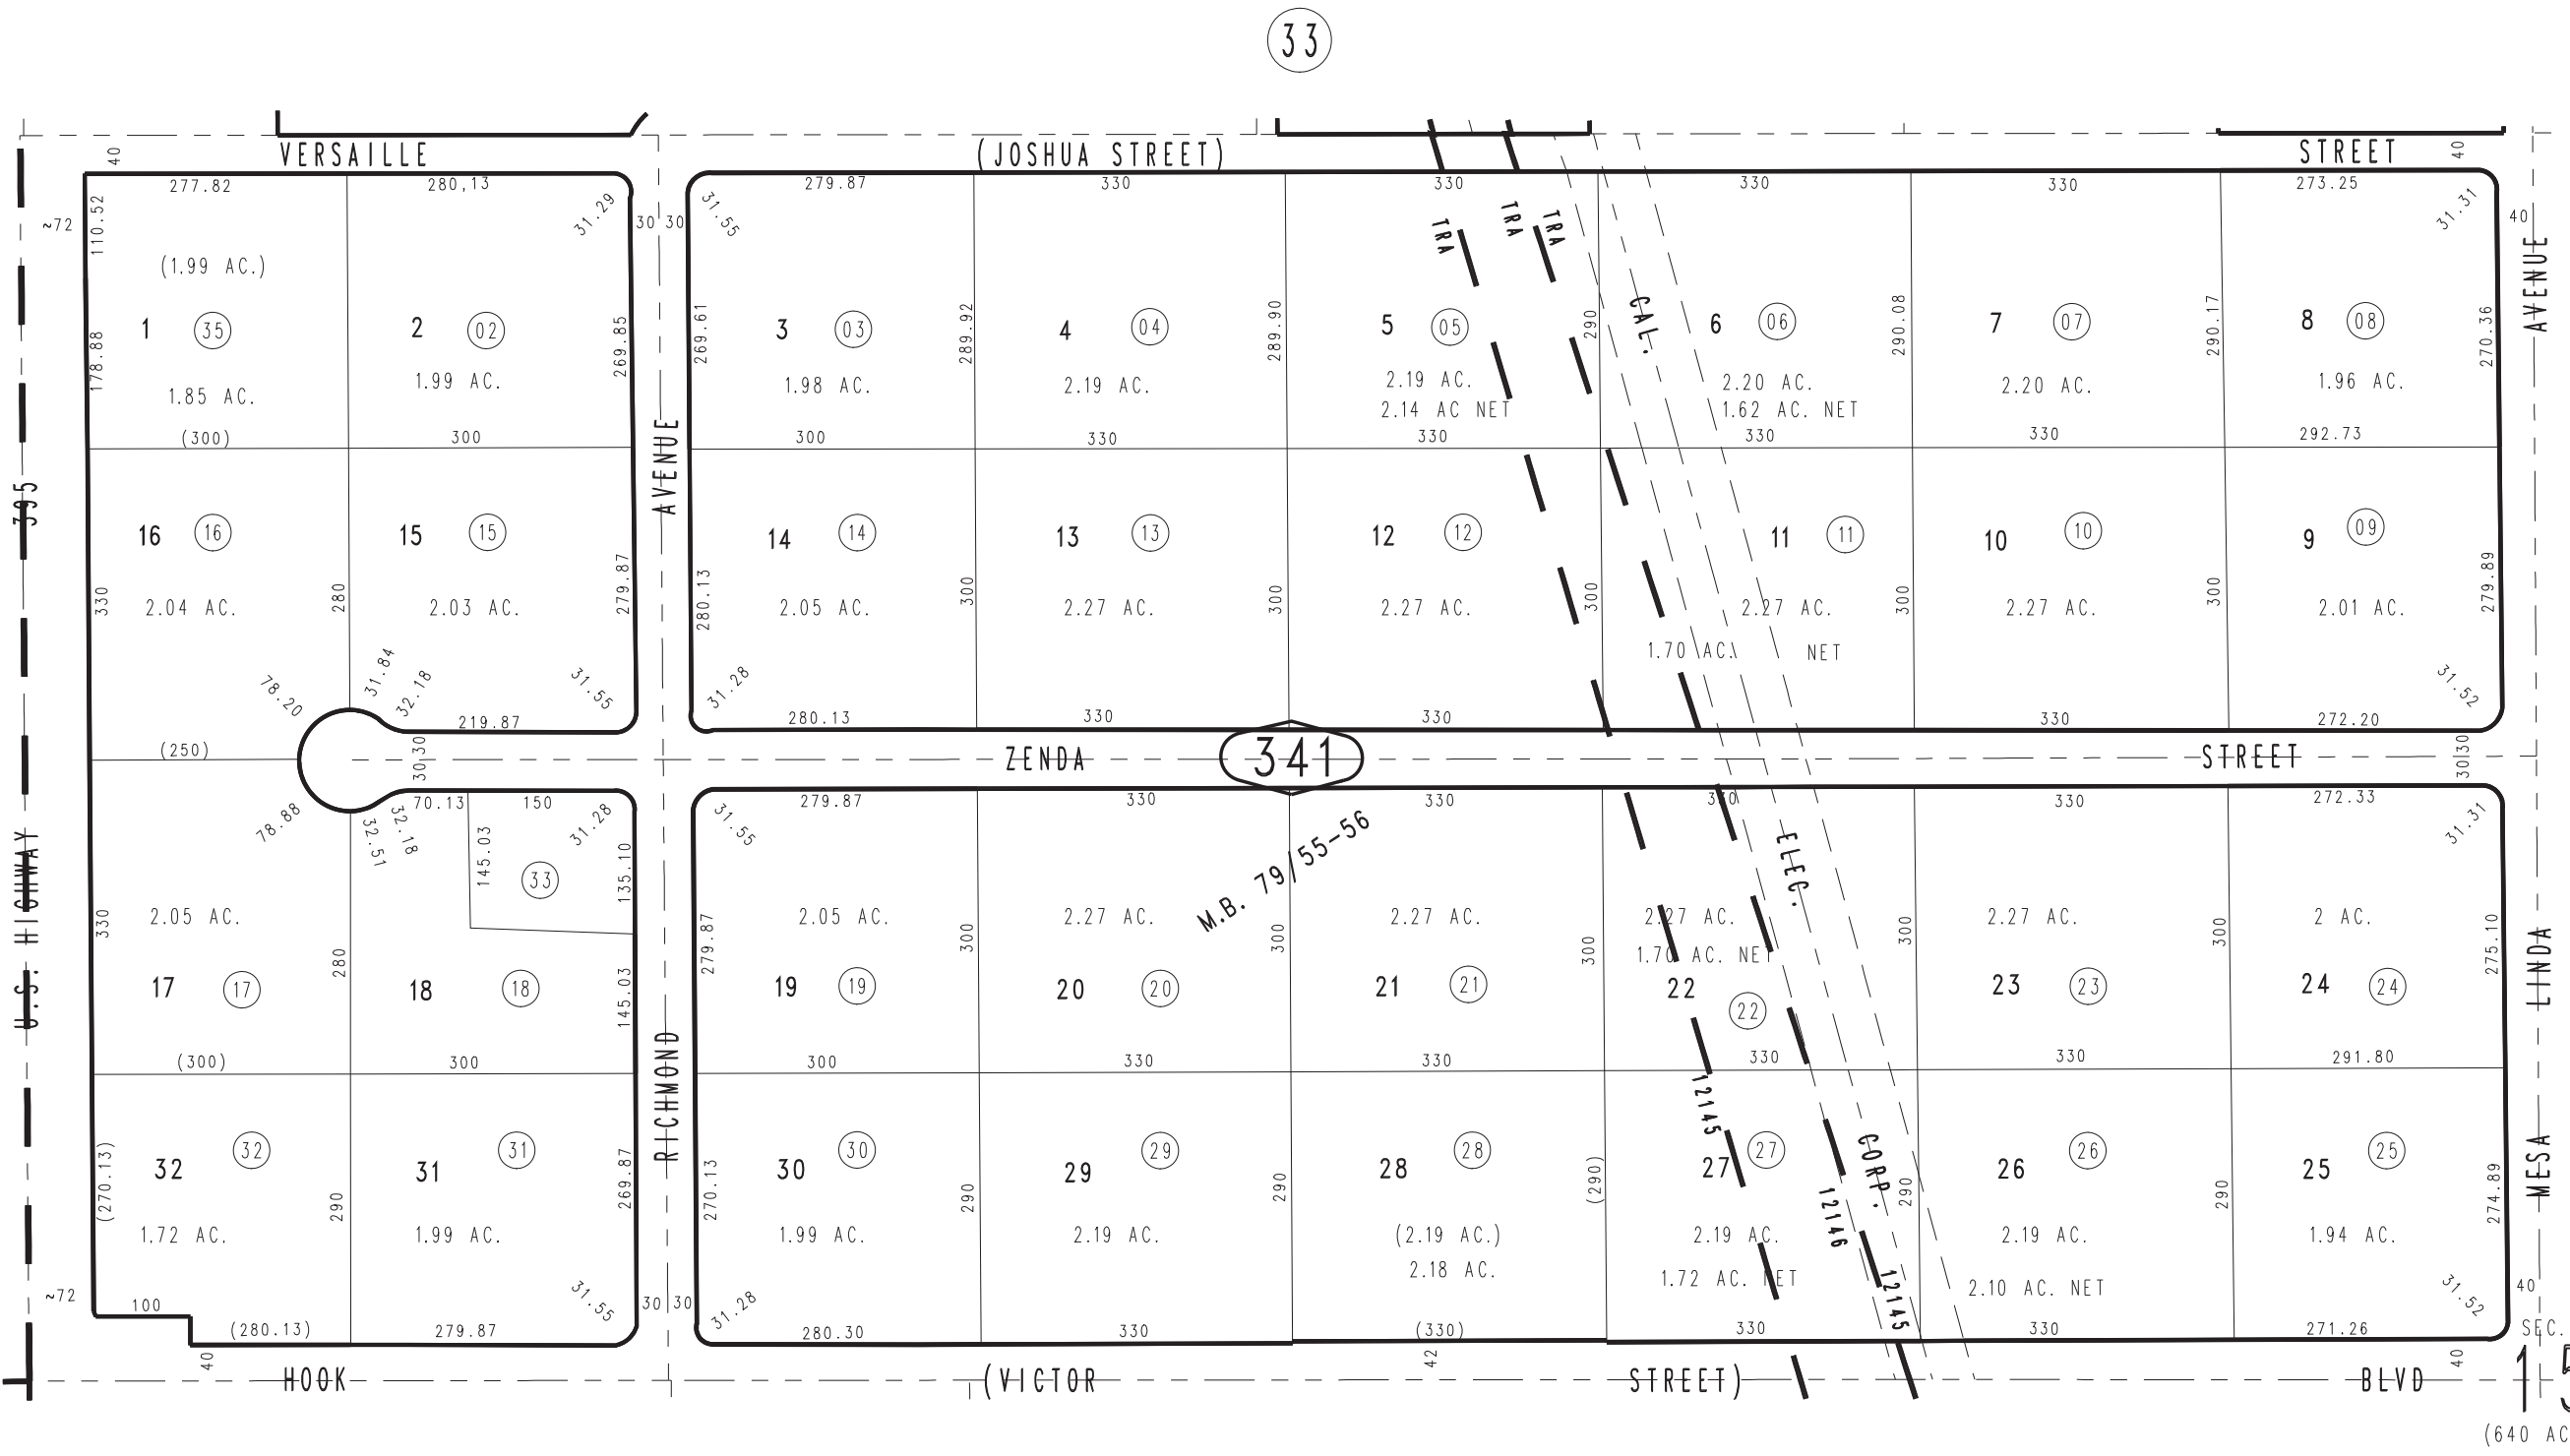 33
VERSAILLE (JOSHUA STREET) STREET
40 40
277.82 280,13 279.87 330 330 330 330 273.25
~72 110.52 31.29 30 30 31.55 TRA TRA TRA 31.31 40
(1.99 AC.)
1 35 2 02 3 03 4 04 5 05 6 06 7 07 8 08
178.88 269.85 269.61 289.92 289.90 290 CAL. 290.08 290.17 270.36 AVENUE
1.85 AC. 1.99 AC. 1.98 AC. 2.19 AC. 2.19 AC. 2.20 AC. 2.20 AC. 1.96 AC.
2.14 AC NET 1.62 AC. NET
(300) 300 300 330 330 330 330 292.73
U.S. HIGHWAY 395
AVENUE
16 16 15 15 14 14 13 13 12 12 11 11 10 10 9 09
330 280 279.87 280.13 300 300 300 300 300 279.89
2.04 AC. 2.03 AC. 2.05 AC. 2.27 AC. 2.27 AC. 2.27 AC. 2.27 AC. 2.01 AC.
1.70 AC. NET
78.20 31.84 32.18 31.55 31.28 31.52
219.87 280.13 330 330 330 272.20
(250) 30 30 ZENDA 341 STREET 30 30
70.13 150 279.87 330 330 330 330 272.33
78.88 32.51 32.18 31.28 31.55 31.31
145.03 33 135.10 M.B. 79/55-56 ELEC.
2.05 AC. 2.05 AC. 2.27 AC. 2.27 AC. 2.27 AC. 2.27 AC. 2 AC.
1.70 AC. NET
330 280 145.03 279.87 300 300 300 300 300 275.10
17 17 18 18 19 19 20 20 21 21 22 22 23 23 24 24
MESA LINDA
(300) 300 300 330 330 330 330 291.80
RICHMOND
12145 CORP.
32 32 31 31 30 30 29 29 28 28 27 27 26 26 25 25
(270.13) 290 269.87 270.13 290 290 (290) 290 290 274.89
12146
1.72 AC. 1.99 AC. 1.99 AC. 2.19 AC. (2.19 AC.) 2.19 AC. 2.19 AC. 1.94 AC.
2.18 AC. 1.72 AC. NET 2.10 AC. NET
12145
~72 31.55 30 30 31.28 31.52 40
100
(280.13) 279.87 280.30 330 (330) 330 330 271.26
SEC.
40 42 40
HOOK (VICTOR STREET) BLVD
15
(640 AC